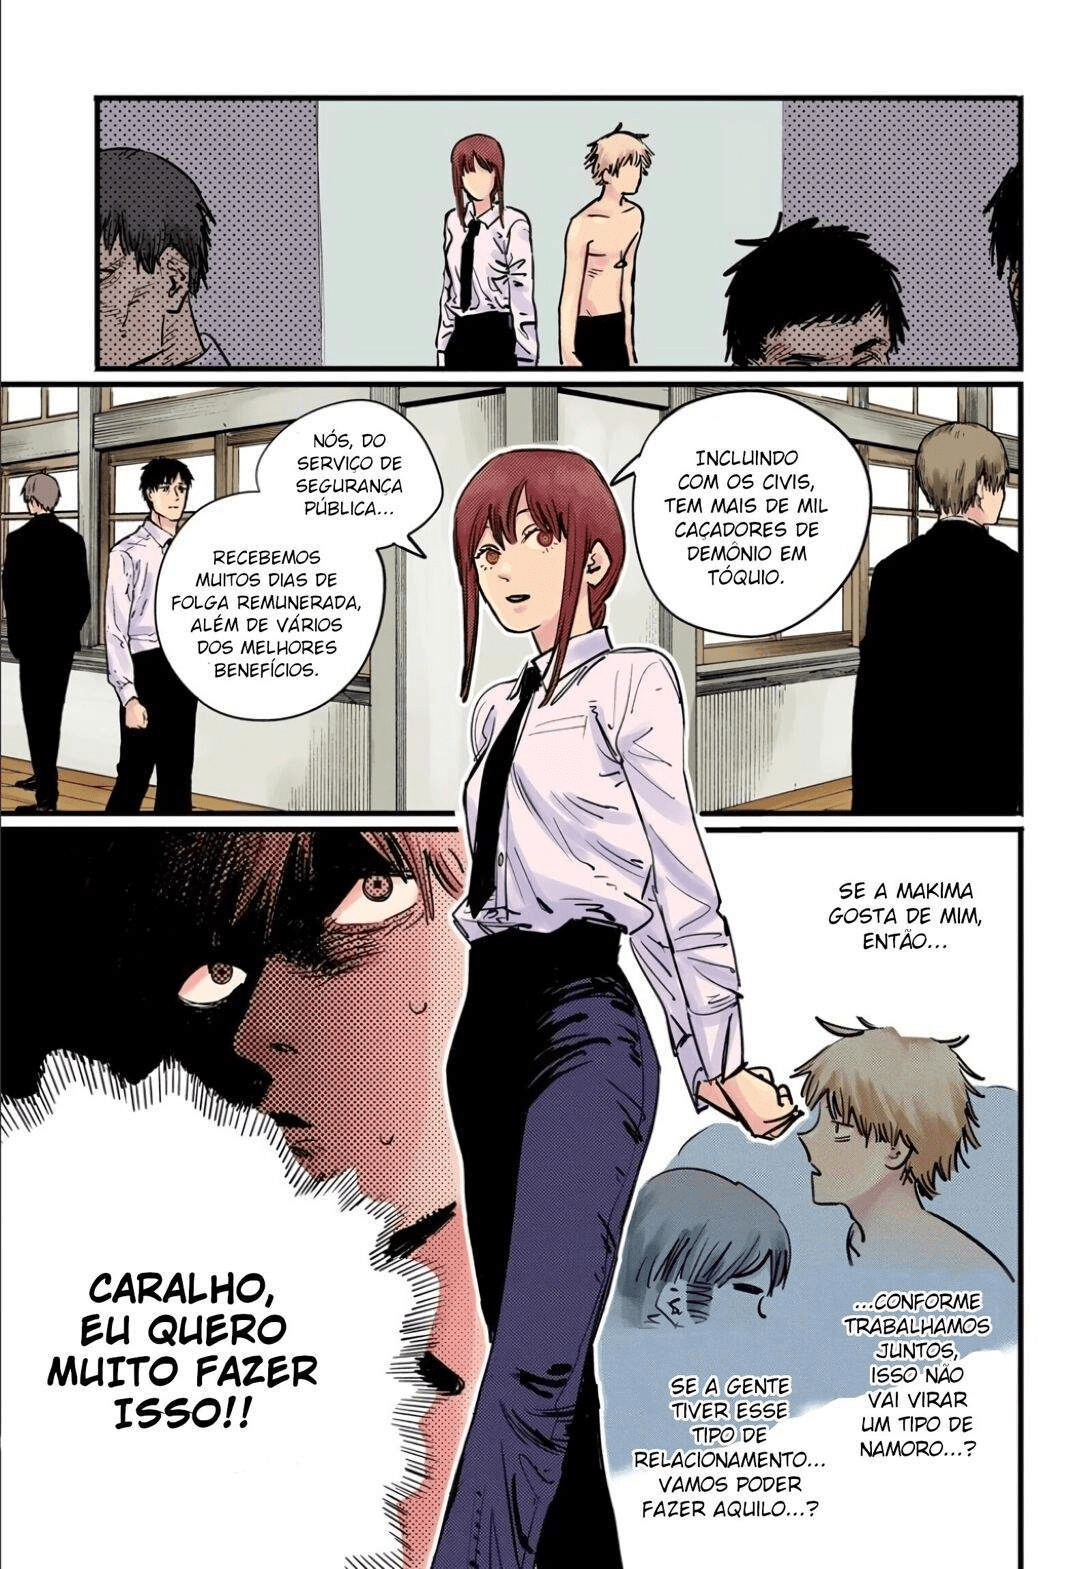 INCLUINDO
COM OS CIVIS,
TEM MAIS DE MIL
CAÇADORES DE
DEMÔNIO EM
TÓQUIO.
NÓS, DO
SERVIÇO DE
SEGURANÇA
PÚBLICA...
RECEBEMOS
MUITOS DIAS DE
FOLGA REMUNERADA,
ALÉM DE VÁRIOS
DOS MELHORES
BENEFÍCIOS.
SE A MAKIMA
GOSTA DE MIM,
ENTÃO...
...CONFORME
TRABALHAMOS
JUNTOS,
ISSO NÃO
VAI VIRAR
UM TIPO DE
NAMORO...?
SE A GENTE
TIVER ESSE
TIPO DE
RELACIONAMENTO...
VAMOS PODER
FAZER AQUILO...?
CARALHO,
EU QUERO
MUITO FAZER
ISSO!!